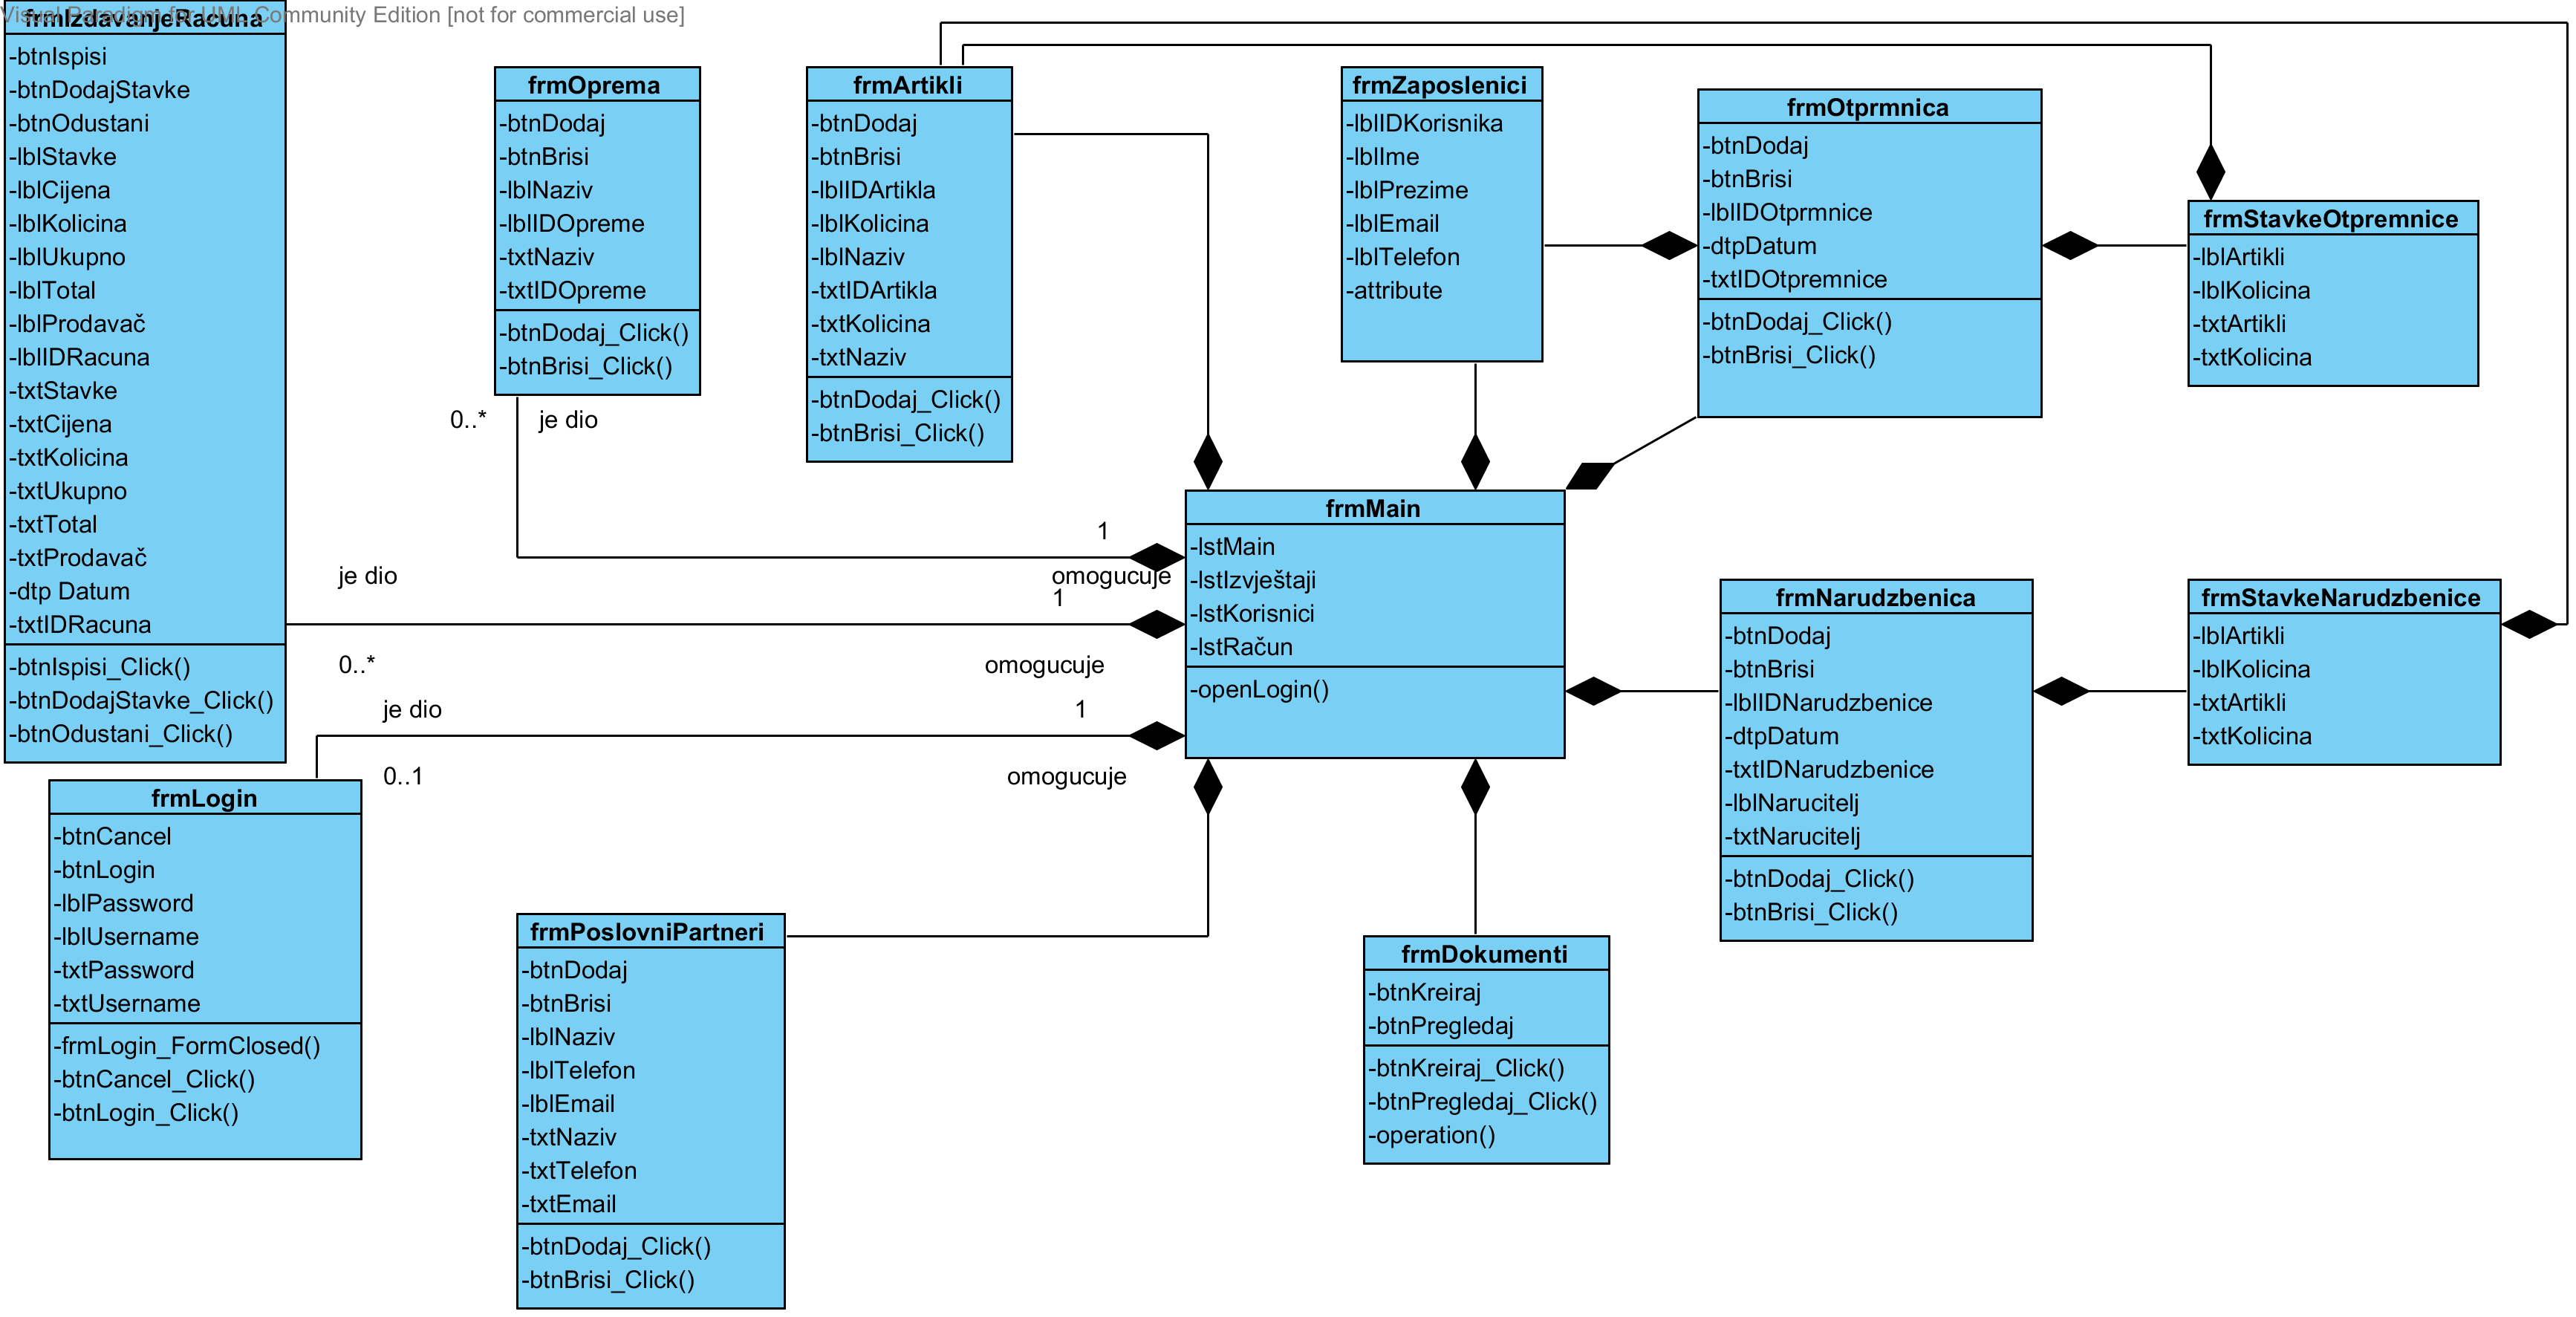 Visual Paradigm for UML Community Edition [not for commercial use]
frmIzdavanjeRacuna
-btnIspisi
-btnDodajStavke
-btnOdustani
-lblStavke
-lblCijena
-lblKolicina
-lblUkupno
-lblTotal
-lblProdavač
-lblIDRacuna
-txtStavke
-txtCijena
-txtKolicina
-txtUkupno
-txtTotal
-txtProdavač
-dtp Datum
-txtIDRacuna
-btnIspisi_Click()
-btnDodajStavke_Click()
-btnOdustani_Click()
frmOprema
-btnDodaj
-btnBrisi
-lblNaziv
-lblIDOpreme
-txtNaziv
-txtIDOpreme
-btnDodaj_Click()
-btnBrisi_Click()
0..*
je dio
frmArtikli
-btnDodaj
-btnBrisi
-lblIDArtikla
-lblKolicina
-lblNaziv
-txtIDArtikla
-txtKolicina
-txtNaziv
-btnDodaj_Click()
-btnBrisi_Click()
frmZaposlenici
-lblIDKorisnika
-lblIme
-lblPrezime
-lblEmail
-lblTelefon
-attribute
frmOtprmnica
-btnDodaj
-btnBrisi
-lblIDOtprmnice
-dtpDatum
-txtIDOtpremnice
-btnDodaj_Click()
-btnBrisi_Click()
frmStavkeOtpremnice
-lblArtikli
-lblKolicina
-txtArtikli
-txtKolicina
1
omogucuje
je dio
1
0..*
omogucuje
je dio
1
0..1
omogucuje
frmMain
-lstMain
-lstIzvještaji
-lstKorisnici
-lstRačun
-openLogin()
frmNarudzbenica
-btnDodaj
-btnBrisi
-lblIDNarudzbenice
-dtpDatum
-txtIDNarudzbenice
-lblNarucitelj
-txtNarucitelj
-btnDodaj_Click()
-btnBrisi_Click()
frmStavkeNarudzbenice
-lblArtikli
-lblKolicina
-txtArtikli
-txtKolicina
frmLogin
-btnCancel
-btnLogin
-lblPassword
-lblUsername
-txtPassword
-txtUsername
-frmLogin_FormClosed()
-btnCancel_Click()
-btnLogin_Click()
frmPoslovniPartneri
-btnDodaj
-btnBrisi
-lblNaziv
-lblTelefon
-lblEmail
-txtNaziv
-txtTelefon
-txtEmail
-btnDodaj_Click()
-btnBrisi_Click()
frmDokumenti
-btnKreiraj
-btnPregledaj
-btnKreiraj_Click()
-btnPregledaj_Click()
-operation()